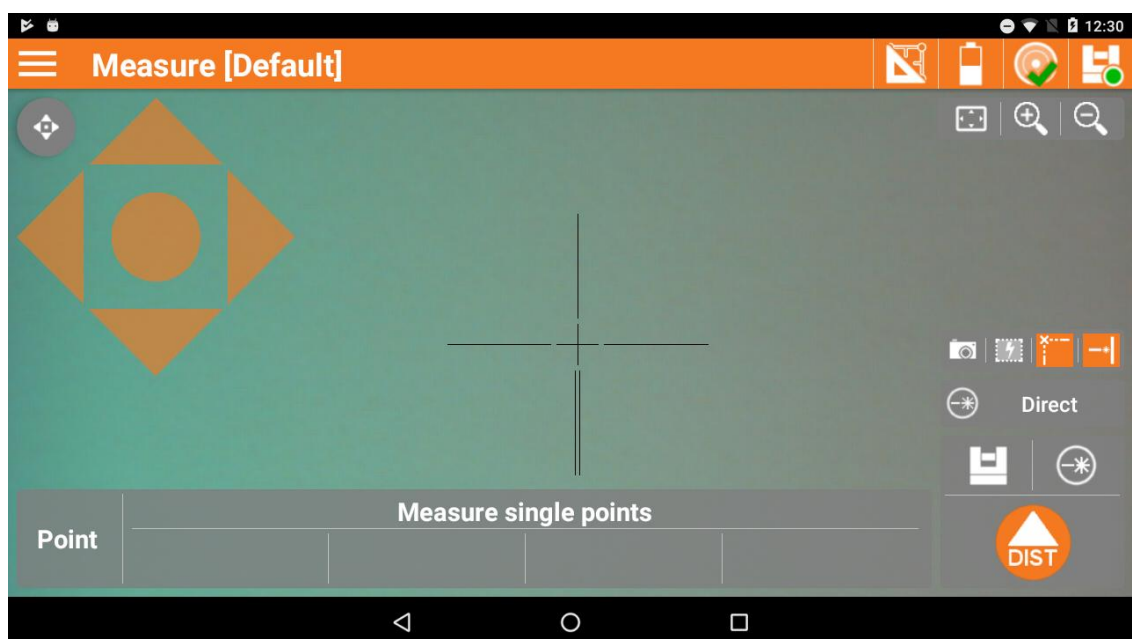 12:30
Measure [Default]
Direct
Measure single points
Point
DIST